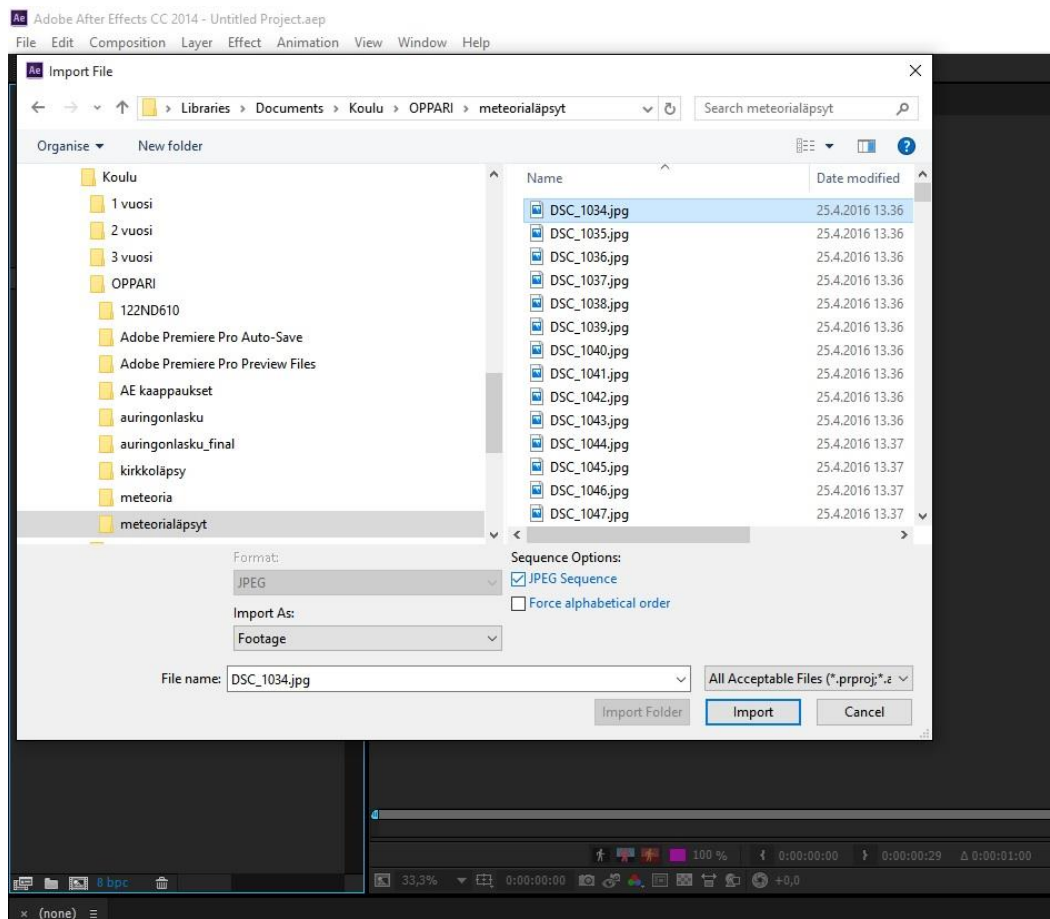 Ae Adobe After Effects CC 2014 - Untitled Project.aep
File Edit Composition Layer Effect Animation View Window Help
Ae Import File
Libraries > Documents > Koulu > OPPARI > meteorialäpsyt
Search meteorialäpsyt
Organise
New folder
Koulu
1 vuosi
2 vuosi
3 vuosi
OPPARI
122ND610
Adobe Premiere Pro Auto-Save
Adobe Premiere Pro Preview Files
AE kaappaukset
auringonlasku
auringonlasku_final
kirkkoläpsy
meteoria
meteorialäpsyt
Name Date modified
DSC_1034.jpg 25.4.2016 13.36
DSC_1035.jpg 25.4.2016 13.36
DSC_1036.jpg 25.4.2016 13.36
DSC_1037.jpg 25.4.2016 13.36
DSC_1038.jpg 25.4.2016 13.36
DSC_1039.jpg 25.4.2016 13.36
DSC_1040.jpg 25.4.2016 13.36
DSC_1041.jpg 25.4.2016 13.36
DSC_1042.jpg 25.4.2016 13.36
DSC_1043.jpg 25.4.2016 13.36
DSC_1044.jpg 25.4.2016 13.37
DSC_1045.jpg 25.4.2016 13.37
DSC_1046.jpg 25.4.2016 13.37
DSC_1047.jpg 25.4.2016 13.37
Format:
JPEG
Import As:
Footage
Sequence Options:
JPEG Sequence
Force alphabetical order
File name: DSC_1034.jpg
All Acceptable Files (*.prproj;*.a
Import Folder
Import
Cancel
100 % 0:00:00:00 0:00:00:29 Δ 0:00:01:00
8 bpc
33,3% 0:00:00:00 +0,0
× (none)